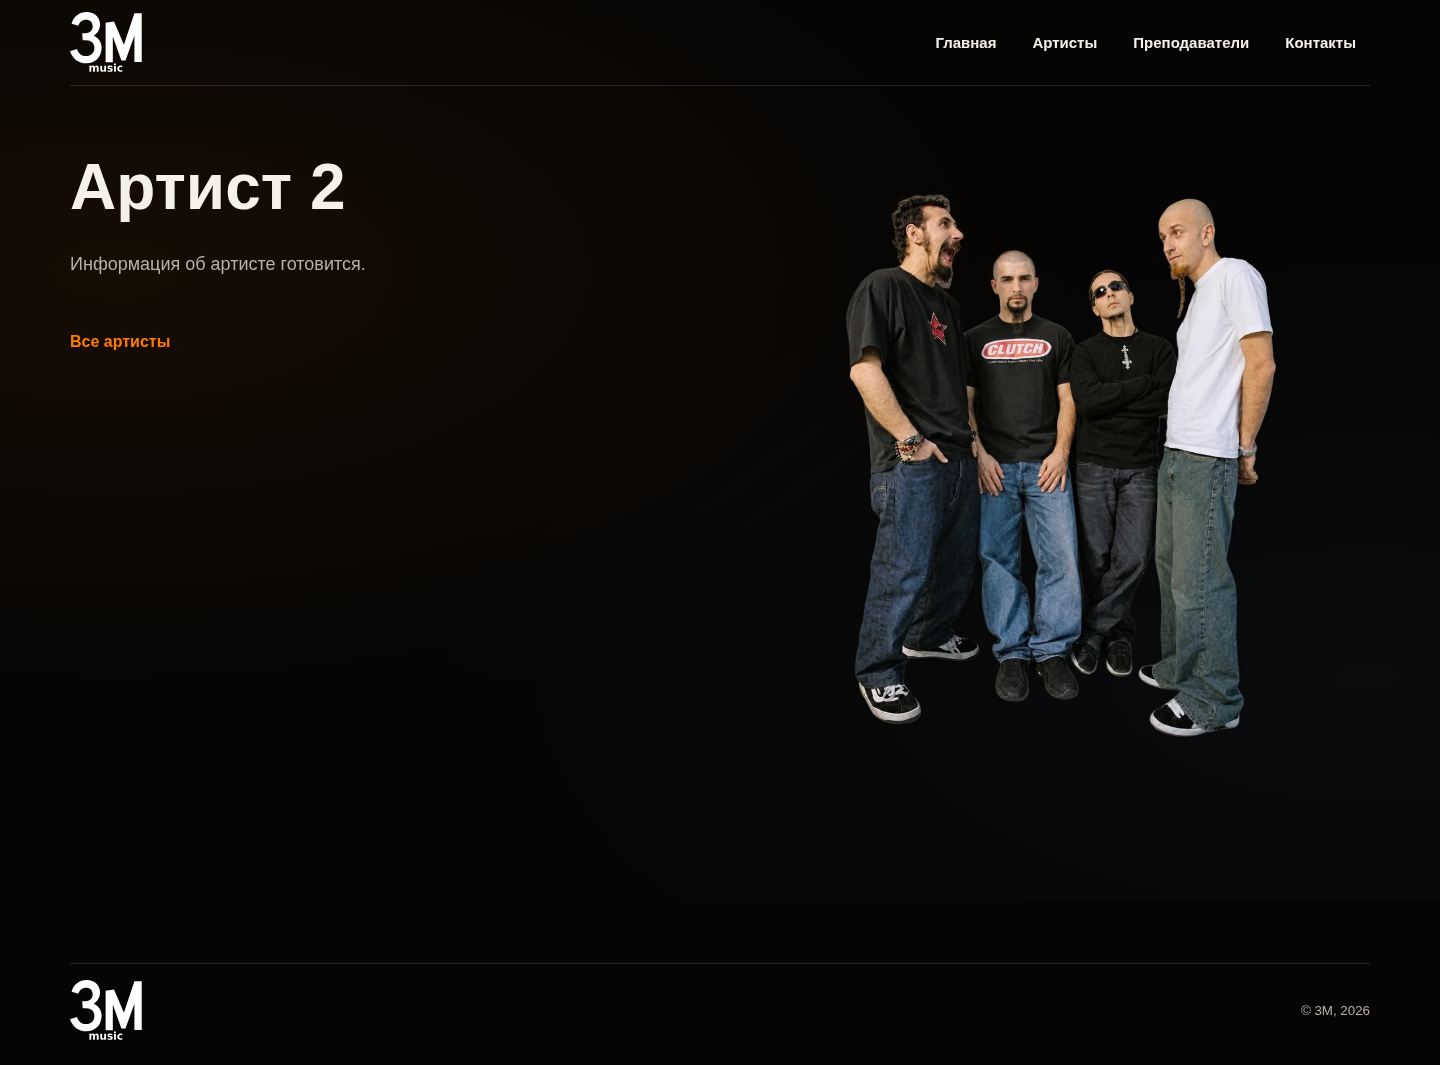 3M
music
Главная
Артисты
Преподаватели
Контакты
Артист 2
Информация об артисте готовится.
Все артисты
CLUTCH
3M
music
© 3M, 2026